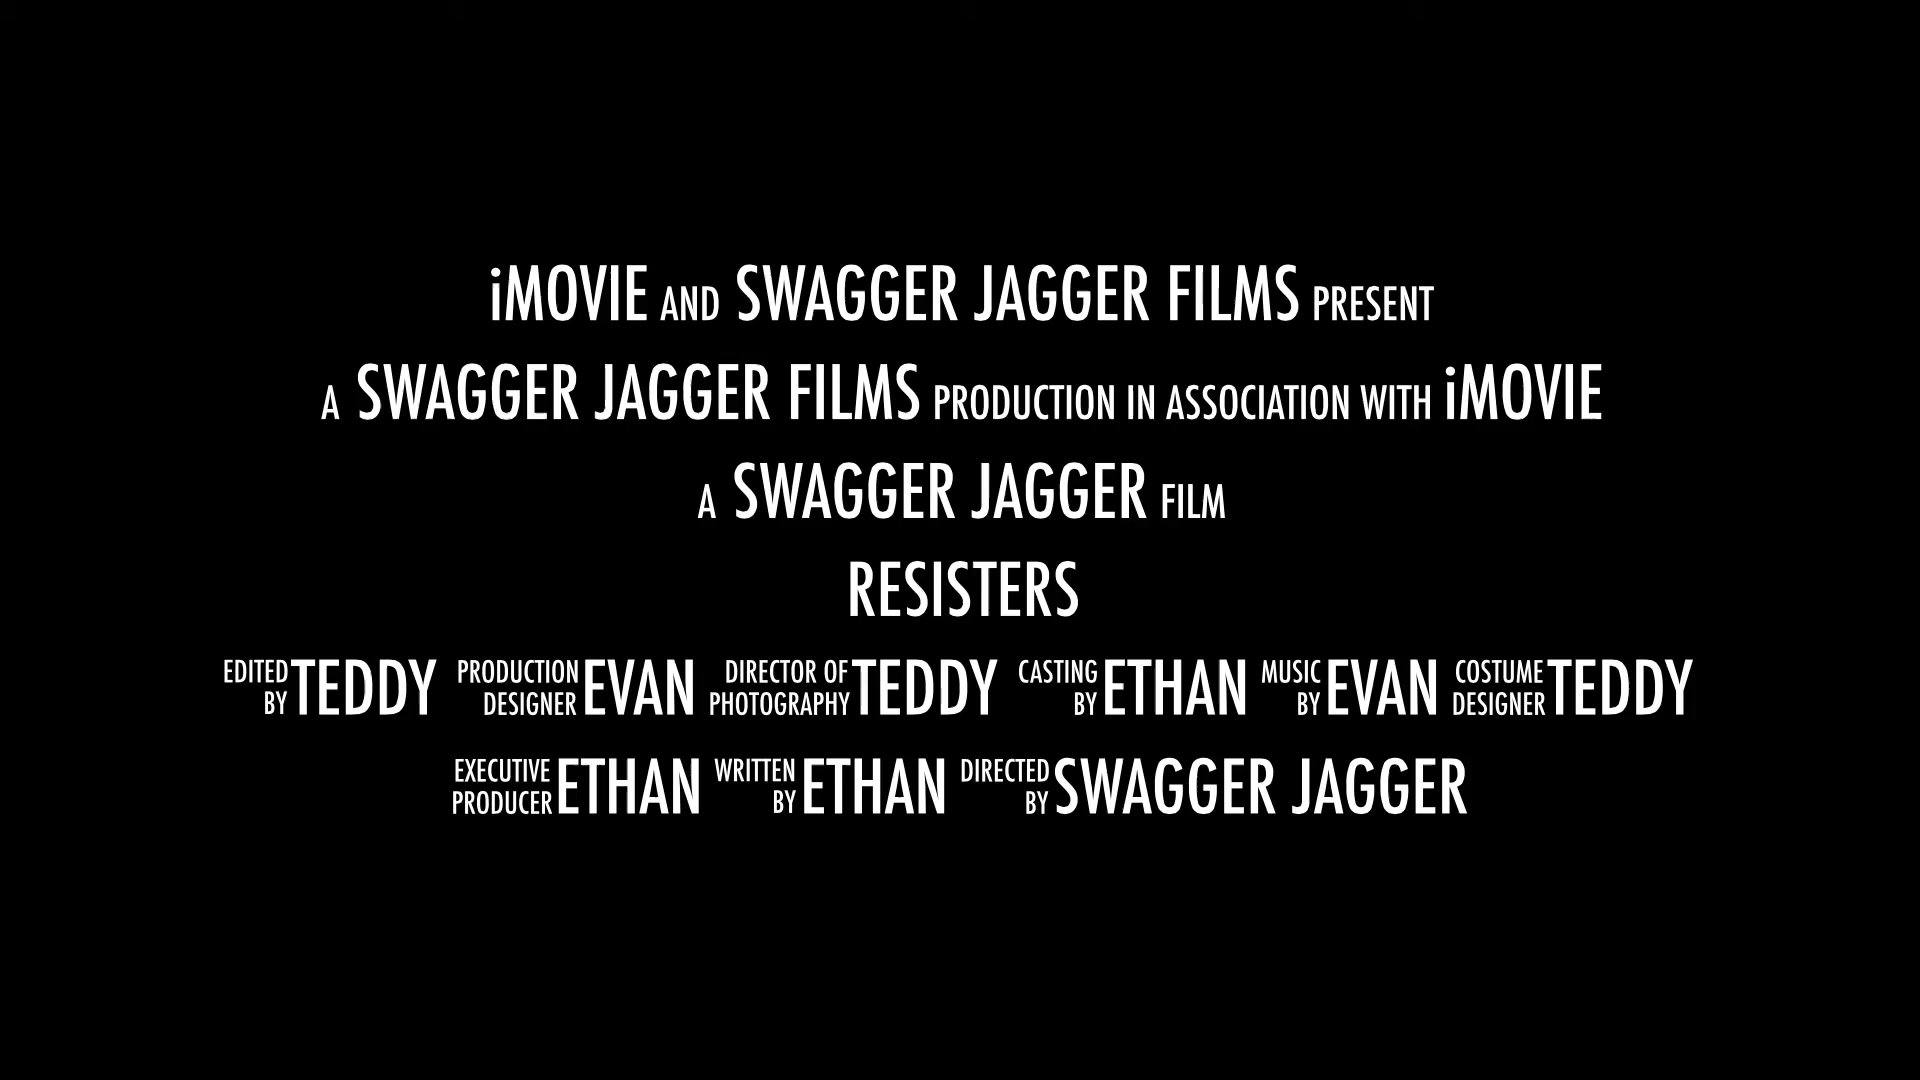 iMOVIE AND SWAGGER JAGGER FILMS PRESENT
A SWAGGER JAGGER FILMS PRODUCTION IN ASSOCIATION WITH iMOVIE
A SWAGGER JAGGER FILM
RESISTERS
EDITED BY TEDDY PRODUCTION DESIGNER EVAN DIRECTOR OF PHOTOGRAPHY TEDDY CASTING BY ETHAN MUSIC BY EVAN COSTUME DESIGNER TEDDY
EXECUTIVE PRODUCER ETHAN WRITTEN BY ETHAN DIRECTED BY SWAGGER JAGGER